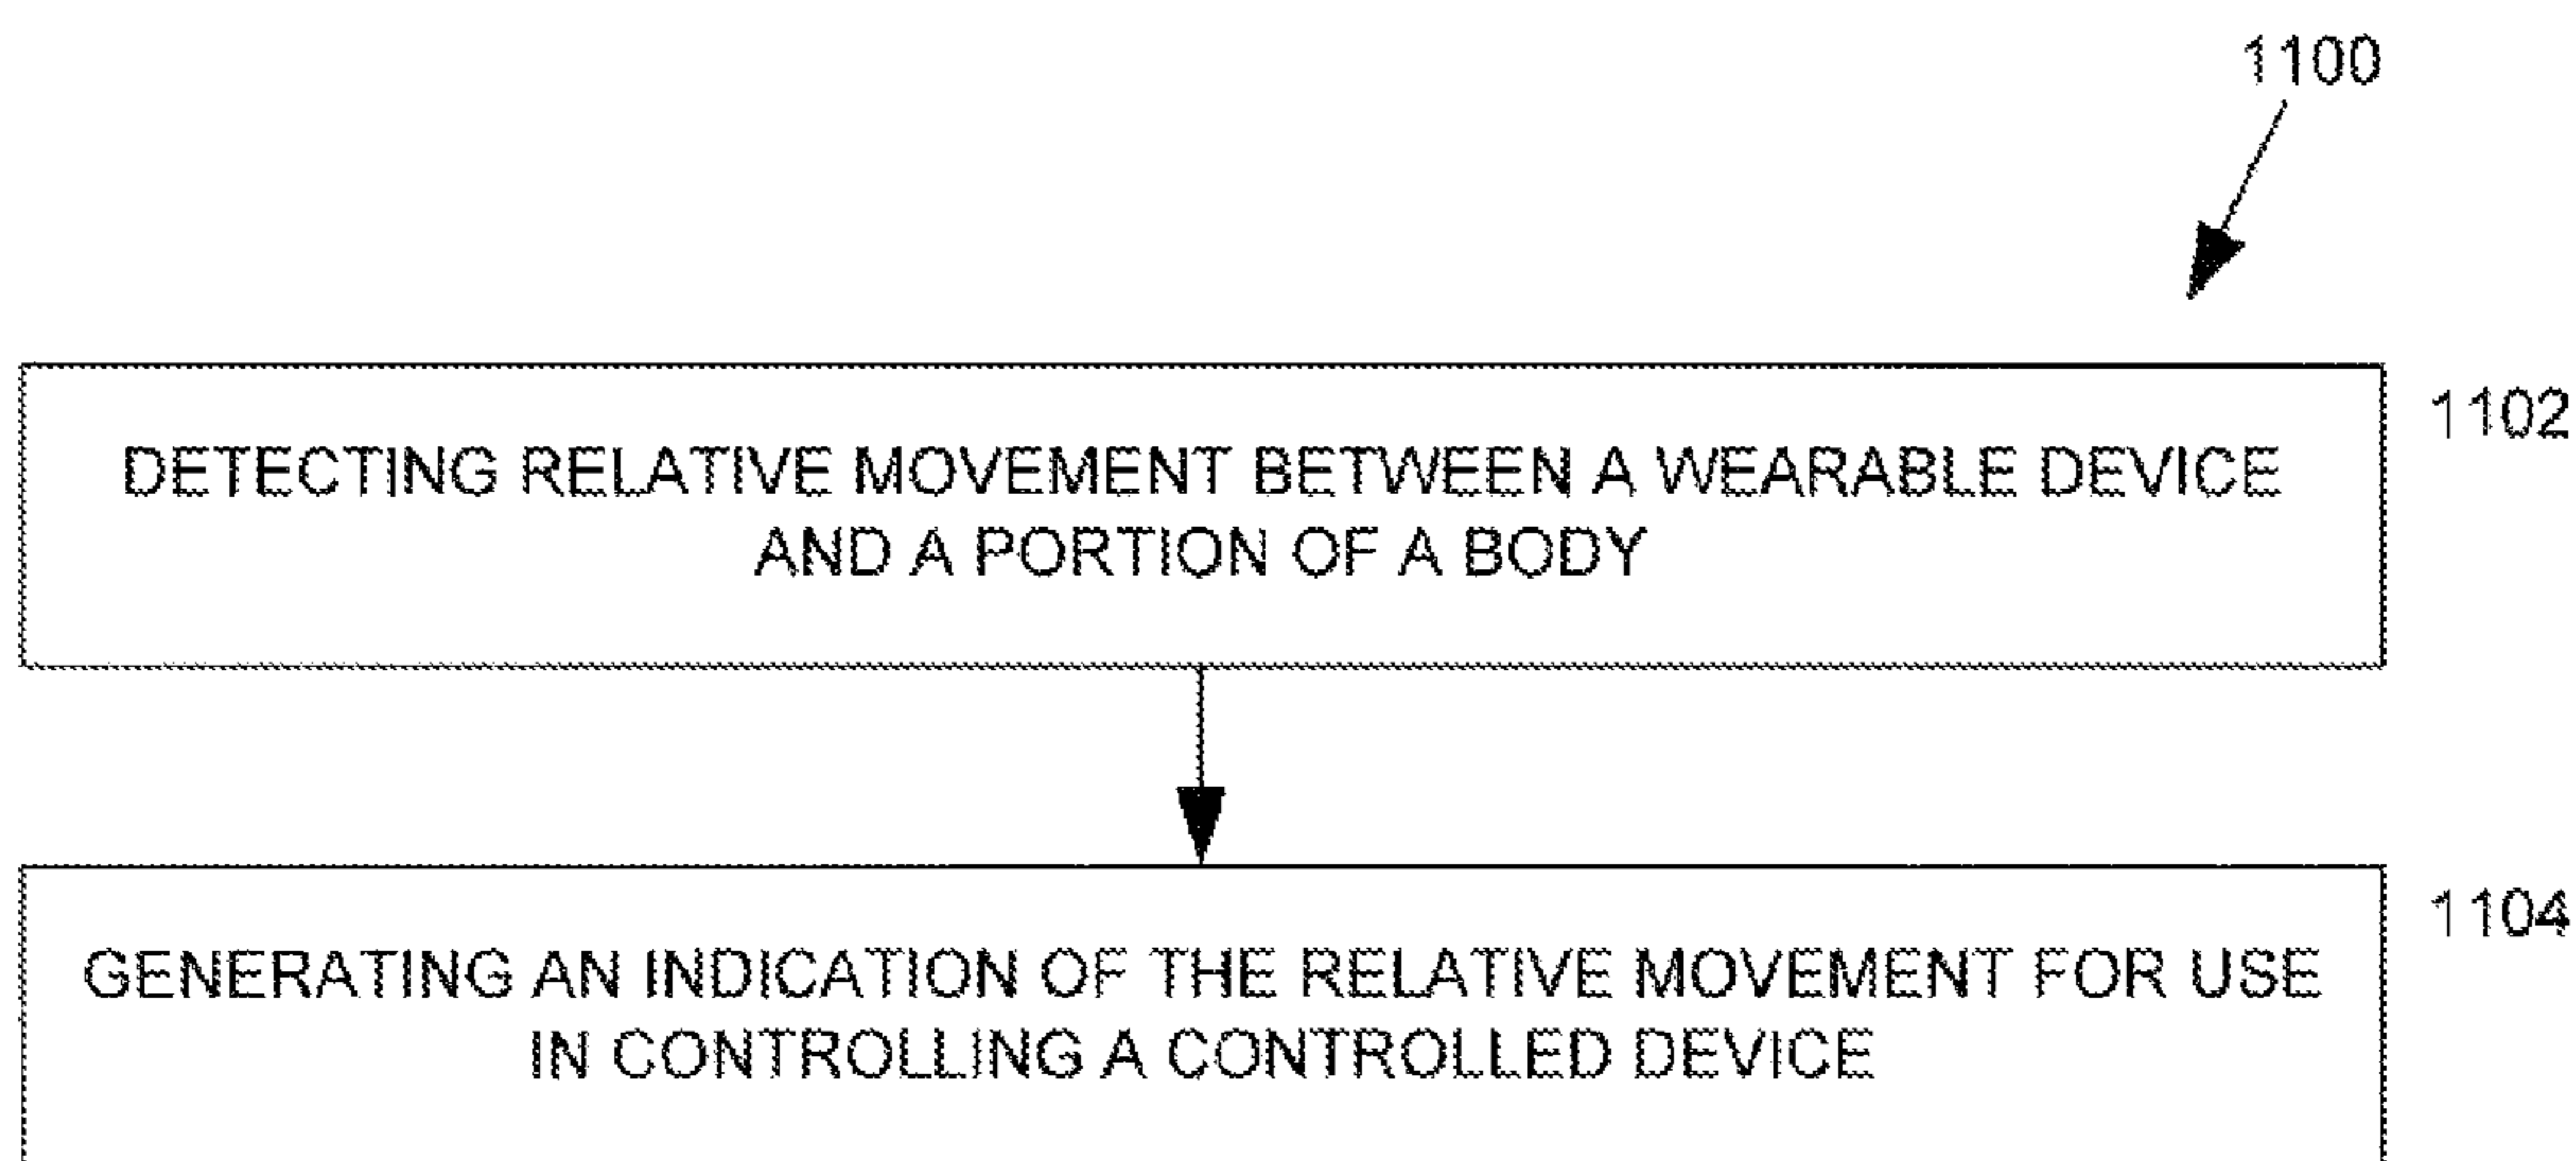 1100
1102
DETECTING RELATIVE MOVEMENT BETWEEN A WEARABLE DEVICE
AND A PORTION OF A BODY
1104
GENERATING AN INDICATION OF THE RELATIVE MOVEMENT FOR USE
IN CONTROLLING A CONTROLLED DEVICE